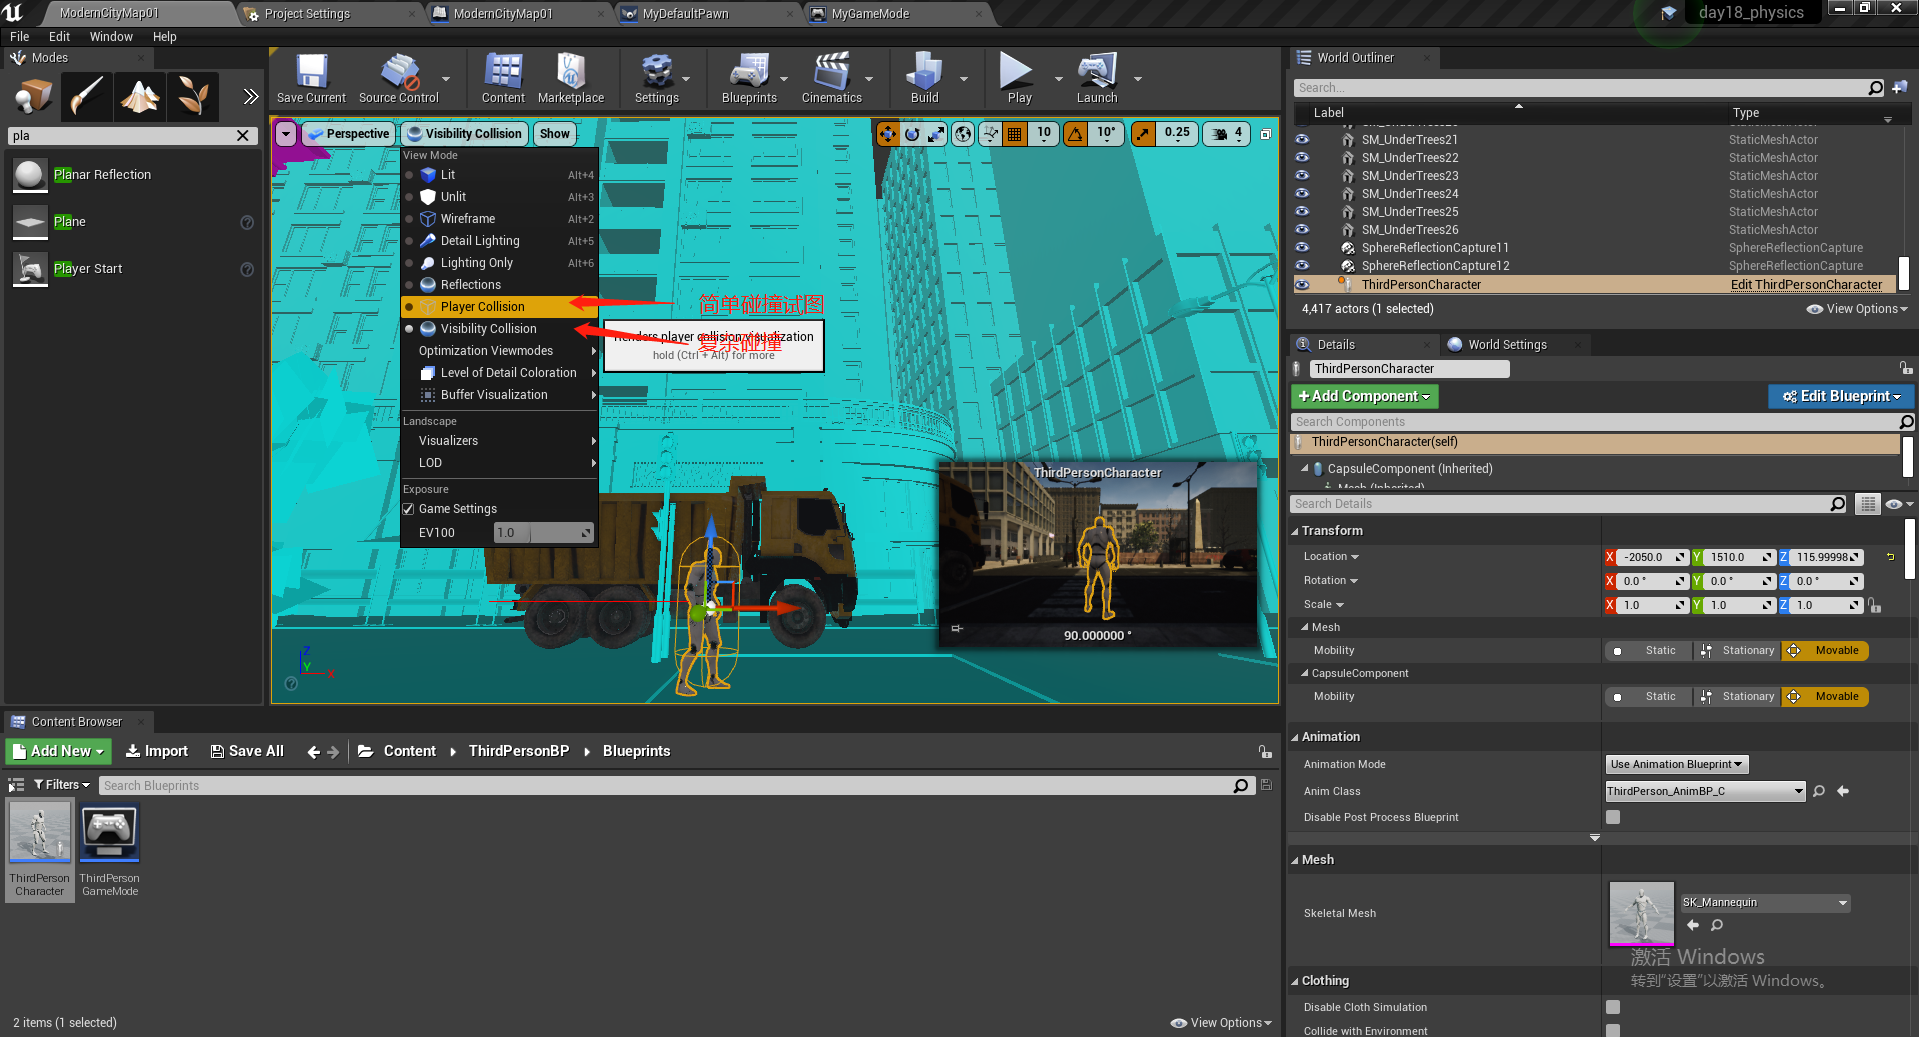 ModernCityMap01
Project Settings
ModernCityMap01
MyDefaultPawn
MyGameMode
day18_physics
File Edit Window Help
Modes
pla
Planar Reflection
Plane
Player Start
Save Current
Source Control
Content
Marketplace
Settings
Blueprints
Cinematics
Build
Play
Launch
Perspective
Visibility Collision
Show
10
10°
0.25
4
View Mode
Lit Alt+4
Unlit Alt+3
Wireframe Alt+2
Detail Lighting Alt+5
Lighting Only Alt+6
Reflections
Player Collision
Visibility Collision
Optimization Viewmodes
Level of Detail Coloration
Buffer Visualization
Landscape
Visualizers
LOD
Exposure
Game Settings
EV100 1.0
简单碰撞试图
复杂碰撞
Renders player collision visualization
hold (Ctrl + Alt) for more
ThirdPersonCharacter
90.000000 °
Z
Y
X
World Outliner
Search...
Label Type
SM_UnderTrees21 StaticMeshActor
SM_UnderTrees22 StaticMeshActor
SM_UnderTrees23 StaticMeshActor
SM_UnderTrees24 StaticMeshActor
SM_UnderTrees25 StaticMeshActor
SM_UnderTrees26 StaticMeshActor
SphereReflectionCapture11 SphereReflectionCapture
SphereReflectionCapture12 SphereReflectionCapture
ThirdPersonCharacter Edit ThirdPersonCharacter
4,417 actors (1 selected)
View Options
Details
World Settings
ThirdPersonCharacter
Add Component
Edit Blueprint
Search Components
ThirdPersonCharacter(self)
CapsuleComponent (Inherited)
Mesh (Inherited)
Search Details
Transform
Location X -2050.0 Y 1510.0 Z 115.99998
Rotation X 0.0 ° Y 0.0 ° Z 0.0 °
Scale X 1.0 Y 1.0 Z 1.0
Mesh
Mobility Static Stationary Movable
CapsuleComponent
Mobility Static Stationary Movable
Animation
Animation Mode Use Animation Blueprint
Anim Class ThirdPerson_AnimBP_C
Disable Post Process Blueprint
Mesh
Skeletal Mesh SK_Mannequin
激活 Windows
转到“设置”以激活 Windows。
Clothing
Disable Cloth Simulation
Collide with Environment
Content Browser
Add New
Import
Save All
Content
ThirdPersonBP
Blueprints
Filters
Search Blueprints
ThirdPerson
Character
ThirdPerson
GameMode
2 items (1 selected)
View Options